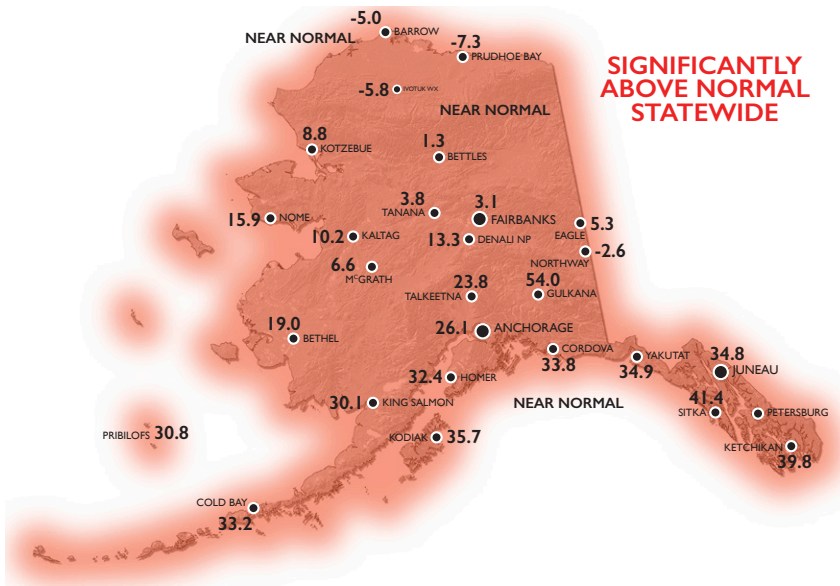 -5.0
BARROW
NEAR NORMAL
-7.3
PRUDHOE BAY
SIGNIFICANTLY
ABOVE NORMAL
STATEWIDE
-5.8
IVOTUK WX
NEAR NORMAL
8.8
KOTZEBUE
1.3
BETTLES
3.8
TANANA
3.1
FAIRBANKS
15.9
NOME
5.3
EAGLE
10.2
KALTAG
13.3
DENALI NP
-2.6
NORTHWAY
6.6
McGRATH
23.8
TALKEETNA
54.0
GULKANA
19.0
BETHEL
26.1
ANCHORAGE
CORDOVA
33.8
YAKUTAT
34.9
34.8
JUNEAU
32.4
HOMER
41.4
SITKA
PETERSBURG
30.1
KING SALMON
NEAR NORMAL
PRIBILOFS 30.8
KODIAK
35.7
KETCHIKAN
39.8
COLD BAY
33.2